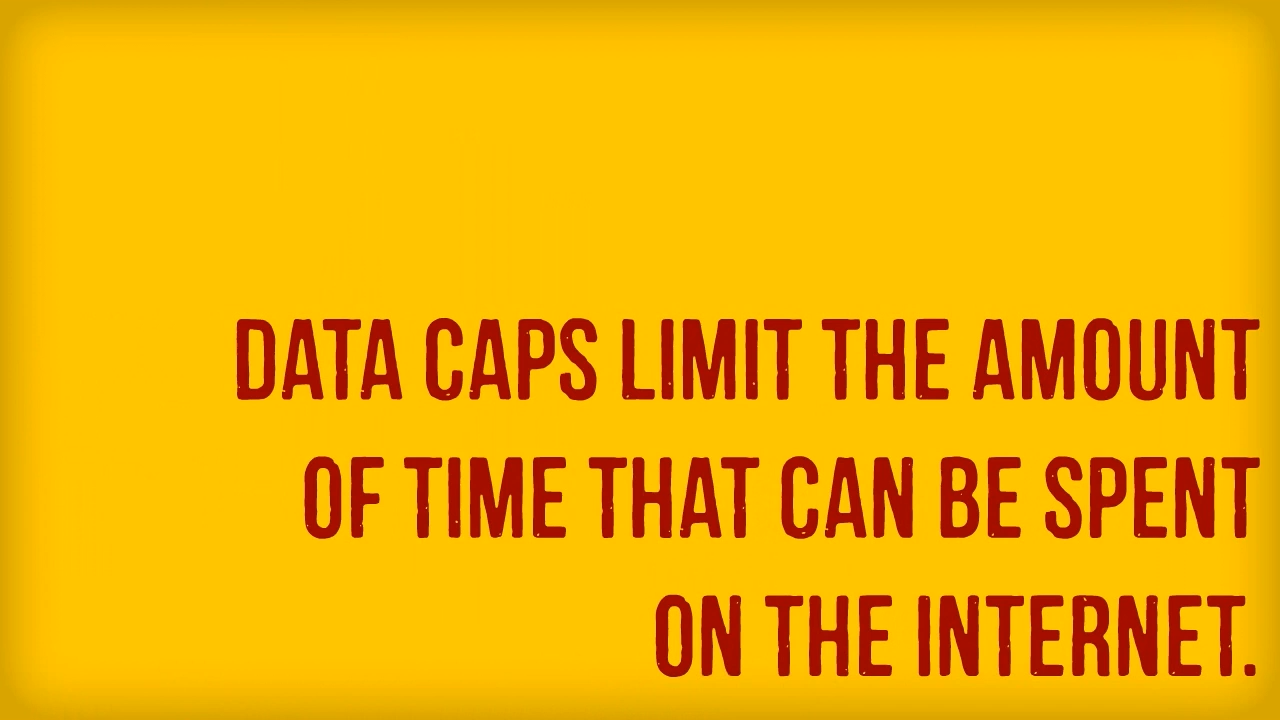 DATA CAPS LIMIT THE AMOUNT
OF TIME THAT CAN BE SPENT
ON THE INTERNET.